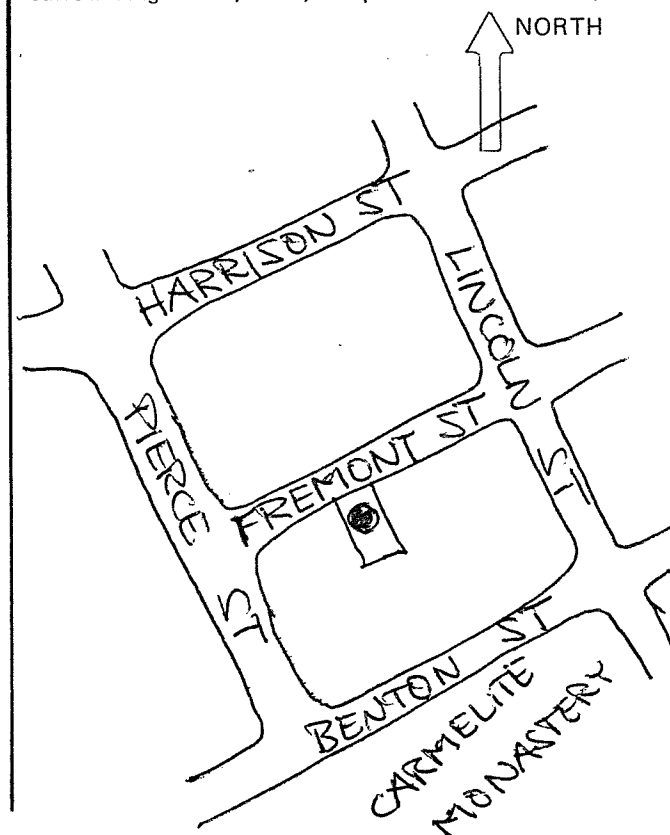 NORTH
HARRISON ST
LINCOLN ST
PIERCE ST
FREMONT ST
BENTON ST
CARMELITE
MONASTERY